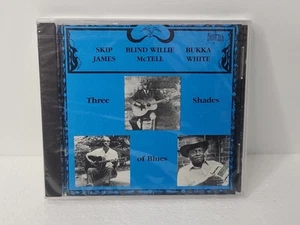 SKIP BLIND WILLIE BUKKA
JAMES McTELL WHITE
Three Shades
of Blues